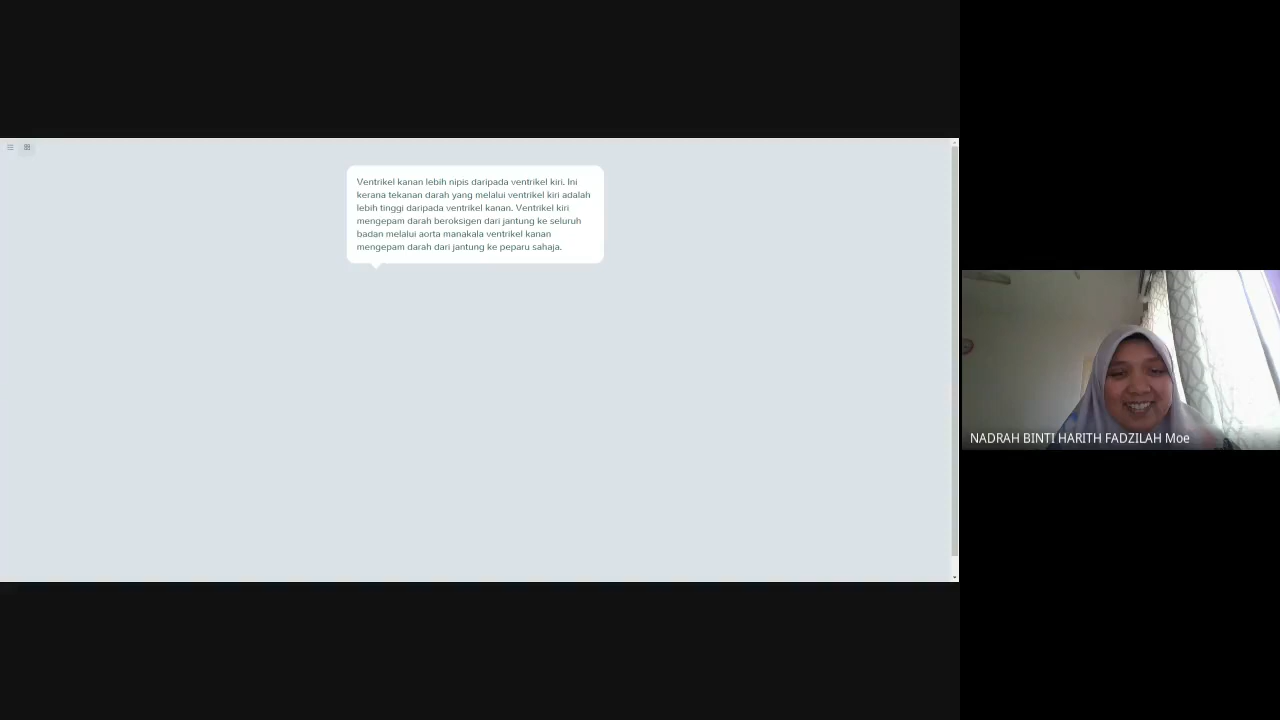 Ventrikel kanan lebih nipis daripada ventrikel kiri. Ini
kerana tekanan darah yang melalui ventrikel kiri adalah
lebih tinggi daripada ventrikel kanan. Ventrikel kiri
mengepam darah beroksigen dari jantung ke seluruh
badan melalui aorta manakala ventrikel kanan
mengepam darah dari jantung ke peparu sahaja.
NADRAH BINTI HARITH FADZILAH Moe